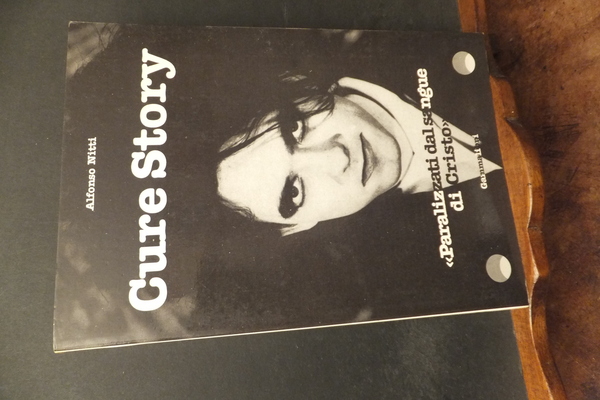 Alfonso Nitti
Cure Story
«Paralizzati dal sangue
di Cristo»
Gammalibri